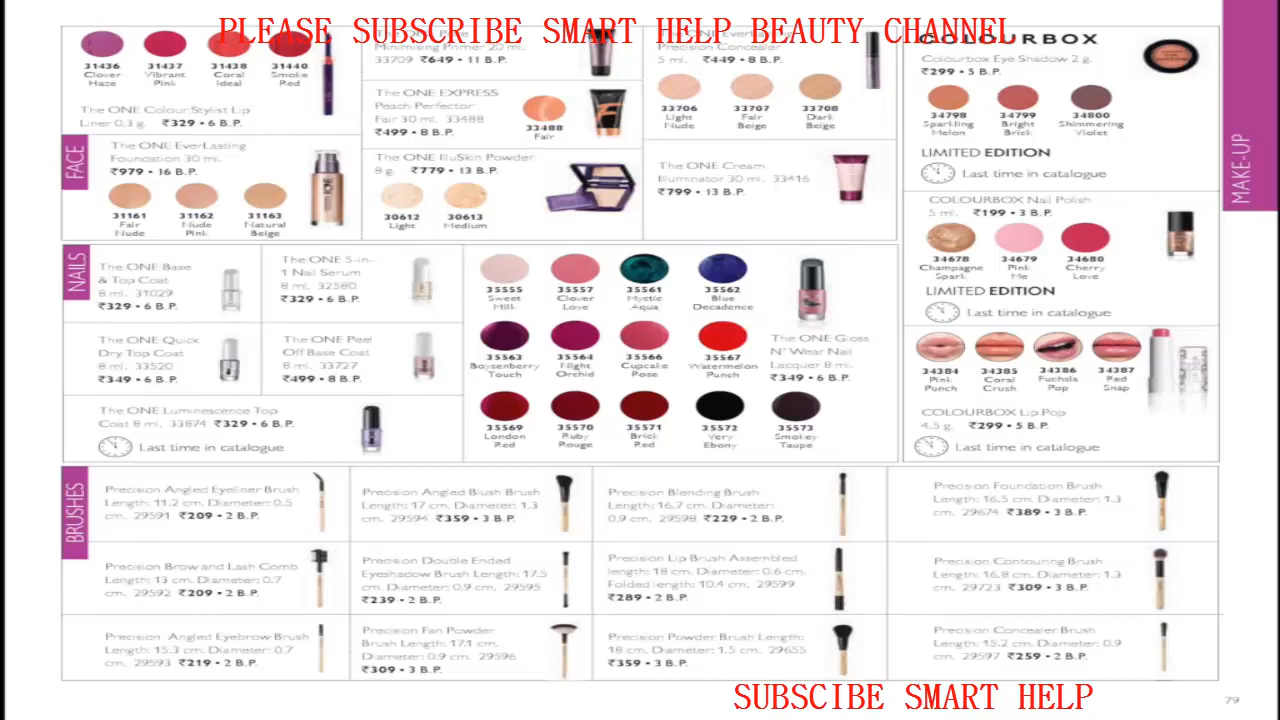 PLEASE SUBSCRIBE SMART HELP BEAUTY CHANNEL
31436 31437 31438 31440
Clover Vibrant Coral Smoke
Haze Pink Ideal Red
The ONE Colour Stylist Lip
Liner 0.3 g. ₹329 • 6 B.P.
Minimising Primer 20 ml.
33709 ₹649 • 11 B.P.
The ONE EXPRESS
Peach Perfector
Fair 30 ml. 33488
₹499 • 8 B.P.
33488
Fair
Precision Concealer
5 ml. ₹449 • 8 B.P.
33706 33707 33708
Light Fair Dark
Nude Beige Beige
FACE
The ONE EverLasting
Foundation 30 ml.
₹979 • 16 B.P.
31161 31162 31163
Fair Nude Natural
Nude Pink Beige
The ONE IlluSkin Powder
8 g. ₹779 • 13 B.P.
30612 30613
Light Medium
The ONE Cream
Illuminator 30 ml. 33416
₹799 • 13 B.P.
COLOURBOX
Colourbox Eye Shadow 2 g.
₹299 • 5 B.P.
34798 34799 34800
Sparkling Bright Shimmering
Melon Brick Violet
LIMITED EDITION
Last time in catalogue
COLOURBOX Nail Polish
5 ml. ₹199 • 3 B.P.
34678 34679 34680
Champagne Pink Cherry
Spark Me Love
LIMITED EDITION
Last time in catalogue
34384 34385 34386 34387
Pink Coral Fuchsia Red
Punch Crush Pop Snap
COLOURBOX Lip Pop
4.5 g. ₹299 • 5 B.P.
Last time in catalogue
MAKE-UP
NAILS
The ONE Base
& Top Coat
8 ml. 31029
₹329 • 6 B.P.
The ONE 5-in-
1 Nail Serum
8 ml. 32580
₹329 • 6 B.P.
The ONE Quick
Dry Top Coat
8 ml. 33520
₹349 • 6 B.P.
The ONE Peel
Off Base Coat
8 ml. 33727
₹499 • 8 B.P.
The ONE Luminescence Top
Coat 8 ml. 33874 ₹329 • 6 B.P.
Last time in catalogue
35555 35557 35561 35562
Sweet Clover Mystic Blue
Milk Love Aqua Decadence
35563 35564 35566 35567
Boysenberry Night Cupcake Watermelon
Touch Orchid Rose Punch
The ONE Gloss
N' Wear Nail
Lacquer 8 ml.
₹349 • 6 B.P.
35569 35570 35571 35572 35573
London Ruby Brick Very Smokey
Red Rouge Red Ebony Taupe
BRUSHES
Precision Angled Eyeliner Brush
Length: 11.2 cm. Diameter: 0.5
cm. 29591 ₹209 • 2 B.P.
Precision Angled Blush Brush
Length: 17 cm. Diameter: 1.3
cm. 29594 ₹359 • 3 B.P.
Precision Blending Brush
Length: 16.7 cm. Diameter:
0.9 cm. 29598 ₹229 • 2 B.P.
Precision Foundation Brush
Length: 16.5 cm. Diameter: 1.3
cm. 29674 ₹389 • 3 B.P.
Precision Brow and Lash Comb
Length: 13 cm. Diameter: 0.7
cm. 29592 ₹209 • 2 B.P.
Precision Double Ended
Eyeshadow Brush Length: 17.5
cm. Diameter: 0.9 cm. 29595
₹239 • 2 B.P.
Precision Lip Brush Assembled
length: 18 cm. Diameter: 0.6 cm.
Folded length: 10.4 cm. 29599
₹289 • 2 B.P.
Precision Contouring Brush
Length: 16.8 cm. Diameter: 1.3
cm. 29723 ₹309 • 3 B.P.
Precision Angled Eyebrow Brush
Length: 15.3 cm. Diameter: 0.7
cm. 29593 ₹219 • 2 B.P.
Precision Fan Powder
Brush Length: 17.1 cm.
Diameter: 0.9 cm. 29596
₹309 • 3 B.P.
Precision Powder Brush Length:
18 cm. Diameter: 1.5 cm. 29655
₹359 • 3 B.P.
Precision Concealer Brush
Length: 15.2 cm. Diameter: 0.9
cm. 29597 ₹259 • 2 B.P.
SUBSCIBE SMART HELP
79